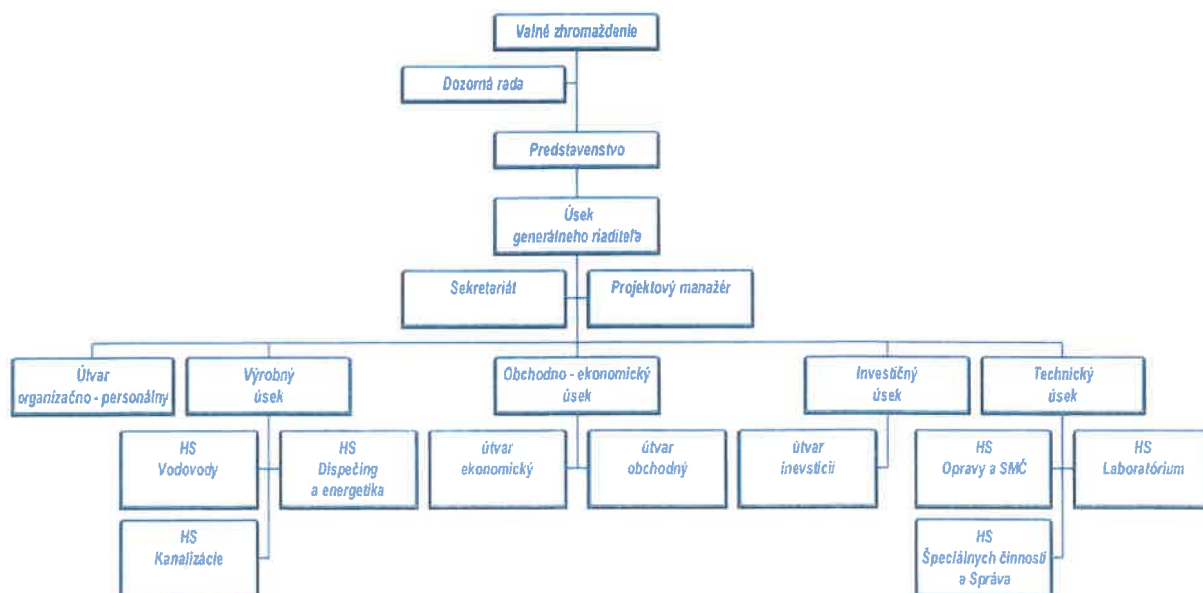 Valné zhromaždenie
Dozorná rada
Predstavenstvo
Úsek
generálneho riaditeľa
Sekretariát
Projektový manažér
Útvar
organizačno - personálny
Výrobný
úsek
Obchodno - ekonomický
úsek
Investičný
úsek
Technický
úsek
HS
Vodovody
HS
Dispečing
a energetika
útvar
ekonomický
útvar
obchodný
útvar
inevstícií
HS
Opravy a SMČ
HS
Laboratórium
HS
Kanalizácie
HS
Špeciálnych činností
a Správa